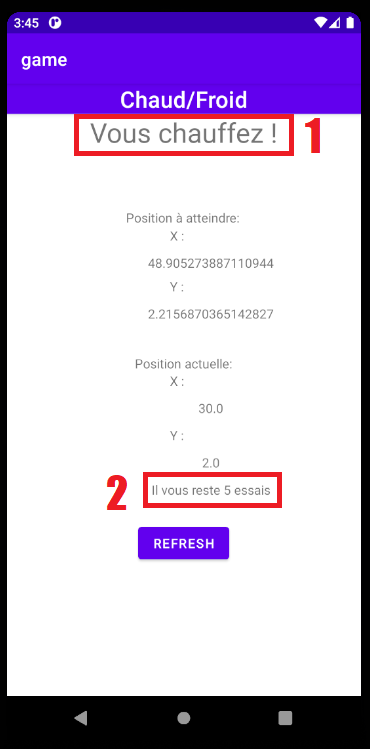 3:45
game
Chaud/Froid
Vous chauffez !
1
Position à atteindre:
X :
48.905273887110944
Y :
2.2156870365142827
Position actuelle:
X :
30.0
Y :
2.0
2
Il vous reste 5 essais
REFRESH